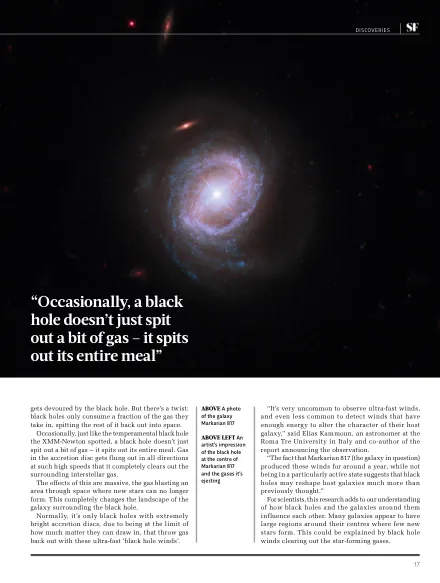 DISCOVERIES
SF
“Occasionally, a black
hole doesn’t just spit
out a bit of gas – it spits
out its entire meal”
gets devoured by the black hole. But there’s a twist:
black holes only consume a fraction of the gas they
take in, spitting the rest of it back out into space.
Occasionally, just like the temperamental black hole
the XMM-Newton spotted, a black hole doesn’t just
spit out a bit of gas – it spits out its entire meal. Gas
in the accretion disc gets flung out in all directions
at such high speeds that it completely clears out the
surrounding interstellar gas.
The effects of this are massive, the gas blasting an
area through space where new stars can no longer
form. This completely changes the landscape of the
galaxy surrounding the black hole.
Normally, it’s only black holes with extremely
bright accretion discs, due to being at the limit of
how much matter they can draw in, that throw gas
back out with these ultra-fast ‘black hole winds’.
ABOVE A photo
of the galaxy
Markarian 817
ABOVE LEFT An
artist’s impression
of the black hole
at the centre of
Markarian 817
and the gases it’s
ejecting
“It’s very uncommon to observe ultra-fast winds,
and even less common to detect winds that have
enough energy to alter the character of their host
galaxy,” said Elias Kammoun, an astronomer at the
Roma Tre University in Italy and co-author of the
report announcing the observation.
“The fact that Markarian 817 (the galaxy in question)
produced these winds for around a year, while not
being in a particularly active state suggests that black
holes may reshape host galaxies much more than
previously thought.”
For scientists, this research adds to our understanding
of how black holes and the galaxies around them
influence each other. Many galaxies appear to have
large regions around their centres where few new
stars form. This could be explained by black hole
winds clearing out the star-forming gases.
17